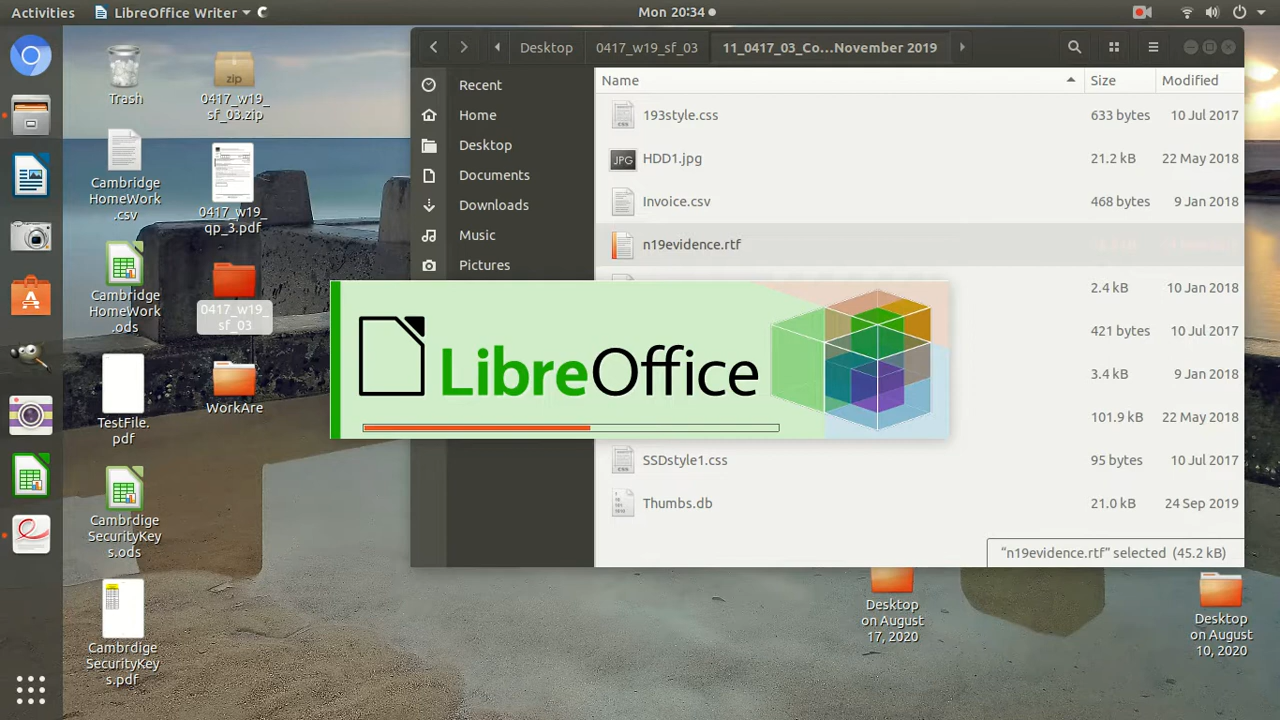 Activities
LibreOffice Writer
Mon 20:34
Trash
zip
0417_w19_
sf_03.zip
Cambridge
HomeWork
.csv
0417_w19_
qp_3.pdf
Cambridge
HomeWork
.ods
0417_w19_
sf_03
TestFile.
pdf
WorkAre
Cambrdige
SecurityKey
s.ods
Cambrdige
SecurityKey
s.pdf
Desktop
0417_w19_sf_03
11_0417_03_Co...November 2019
Recent
Home
Desktop
Documents
Downloads
Music
Pictures
Name
Size
Modified
193style.css
633 bytes
10 Jul 2017
JPG
HDD1.jpg
21.2 kB
22 May 2018
Invoice.csv
468 bytes
9 Jan 2018
n19evidence.rtf
2.4 kB
10 Jan 2018
421 bytes
10 Jul 2017
3.4 kB
9 Jan 2018
101.9 kB
22 May 2018
SSDstyle1.css
95 bytes
10 Jul 2017
Thumbs.db
21.0 kB
24 Sep 2019
"n19evidence.rtf" selected (45.2 kB)
LibreOffice
Desktop
on August
17, 2020
Desktop
on August
10, 2020